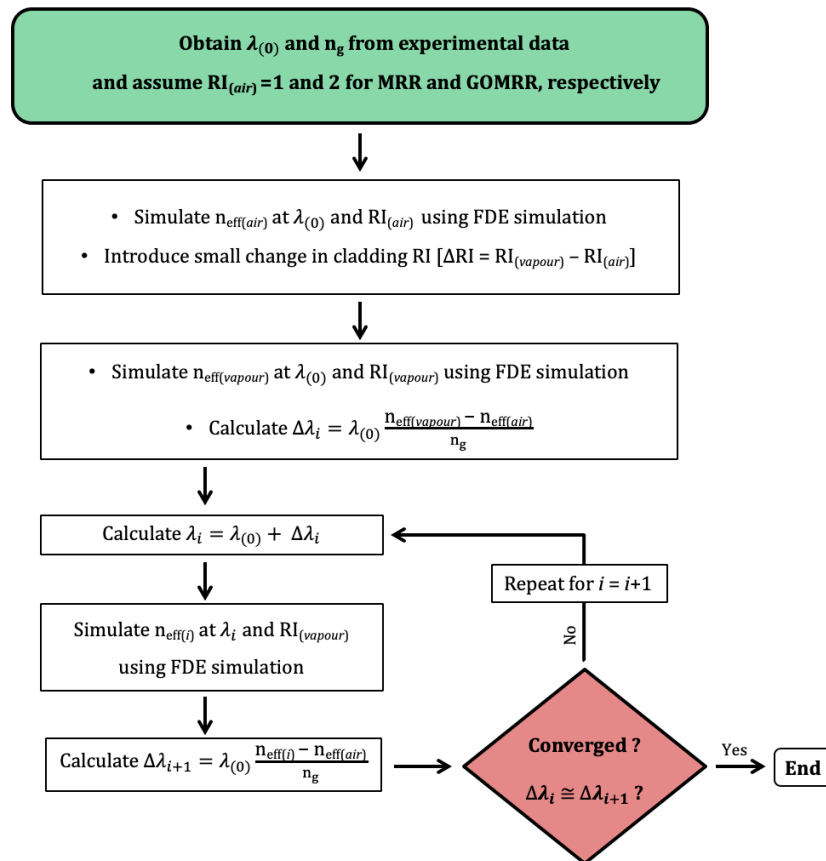 Obtain λ(0) and ng from experimental data
and assume RI(air) =1 and 2 for MRR and GOMRR, respectively
• Simulate neff(air) at λ(0) and RI(air) using FDE simulation
• Introduce small change in cladding RI [ΔRI = RI(vapour) – RI(air)]
• Simulate neff(vapour) at λ(0) and RI(vapour) using FDE simulation
• Calculate Δλi = λ(0) (neff(vapour) − neff(air)) / ng
Calculate λi = λ(0) + Δλi
Repeat for i = i+1
Simulate neff(i) at λi and RI(vapour)
using FDE simulation
No
Calculate Δλi+1 = λ(0) (neff(i) − neff(air)) / ng
Converged ?
Δλi ≅ Δλi+1 ?
Yes
End